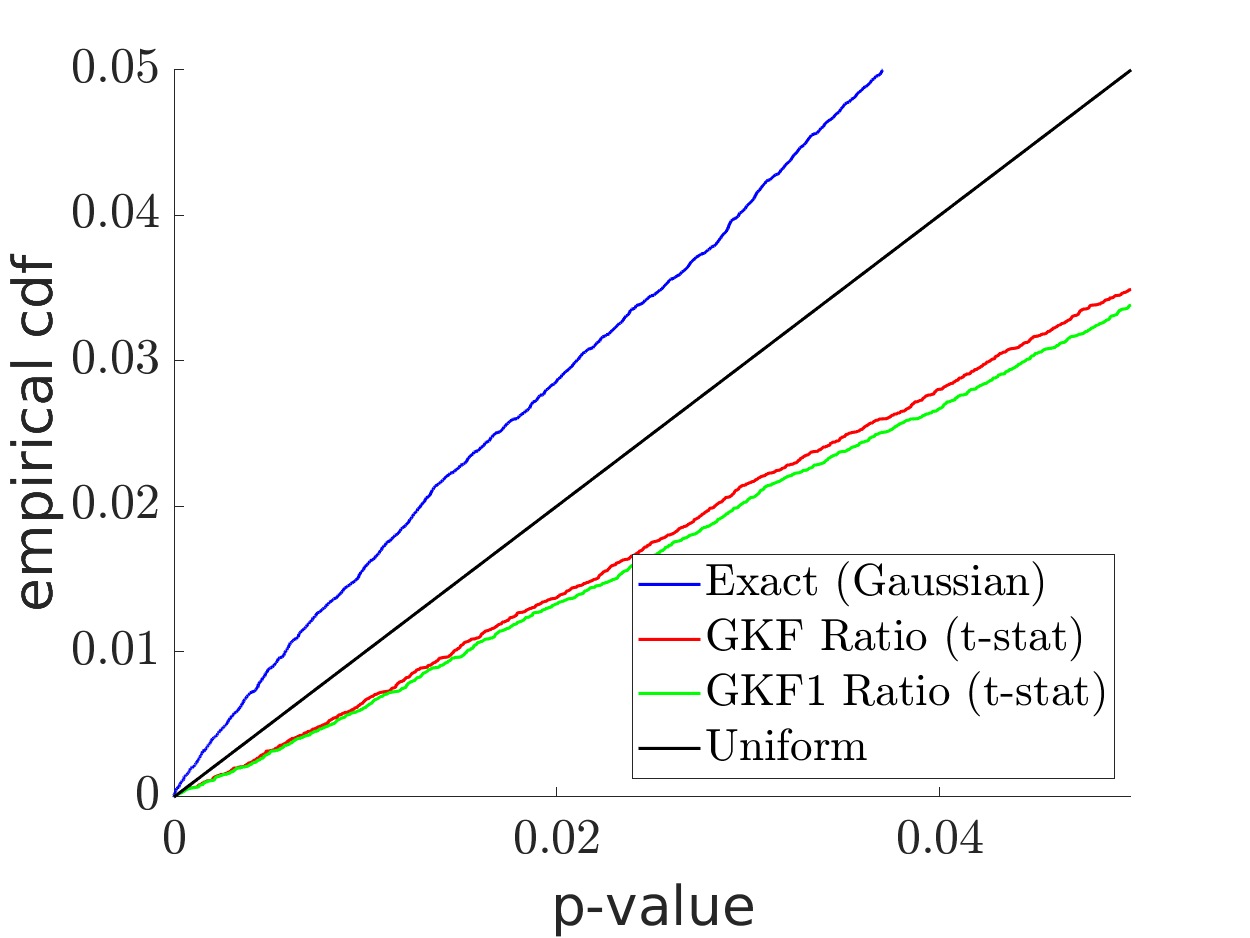 0.05
0.04
0.03
0.02
0.01
0
empirical cdf
Exact (Gaussian)
GKF Ratio (t-stat)
GKF1 Ratio (t-stat)
Uniform
0
0.02
0.04
p-value